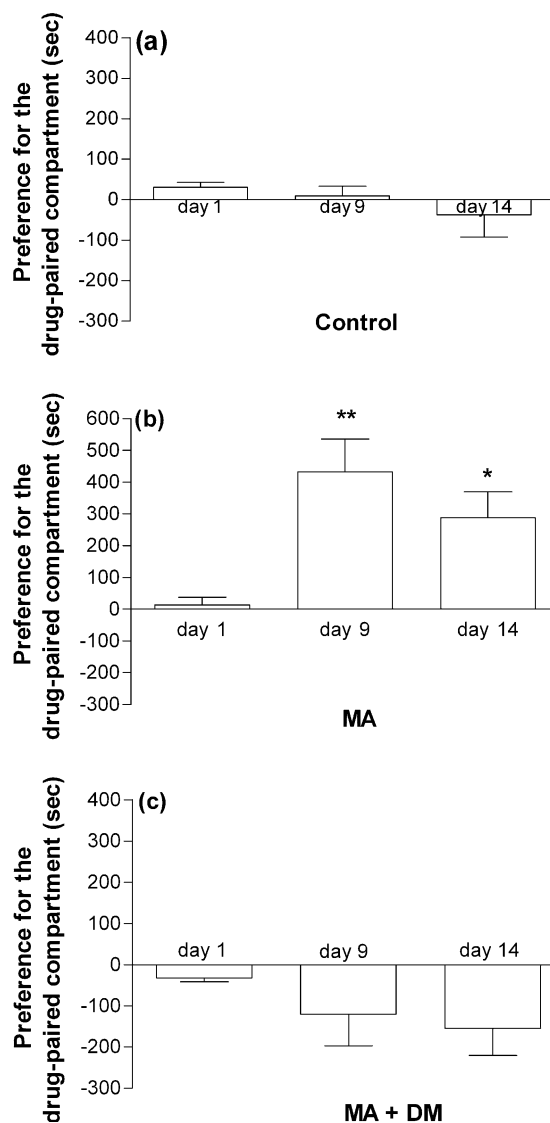 (a)
Preference for the
drug-paired compartment (sec)
400
300
200
100
0
-100
-200
-300
day 1
day 9
day 14
Control
(b)
Preference for the
drug-paired compartment (sec)
600
500
400
300
200
100
0
-100
-200
-300
**
*
day 1
day 9
day 14
MA
(c)
Preference for the
drug-paired compartment (sec)
400
300
200
100
0
-100
-200
-300
day 1
day 9
day 14
MA + DM